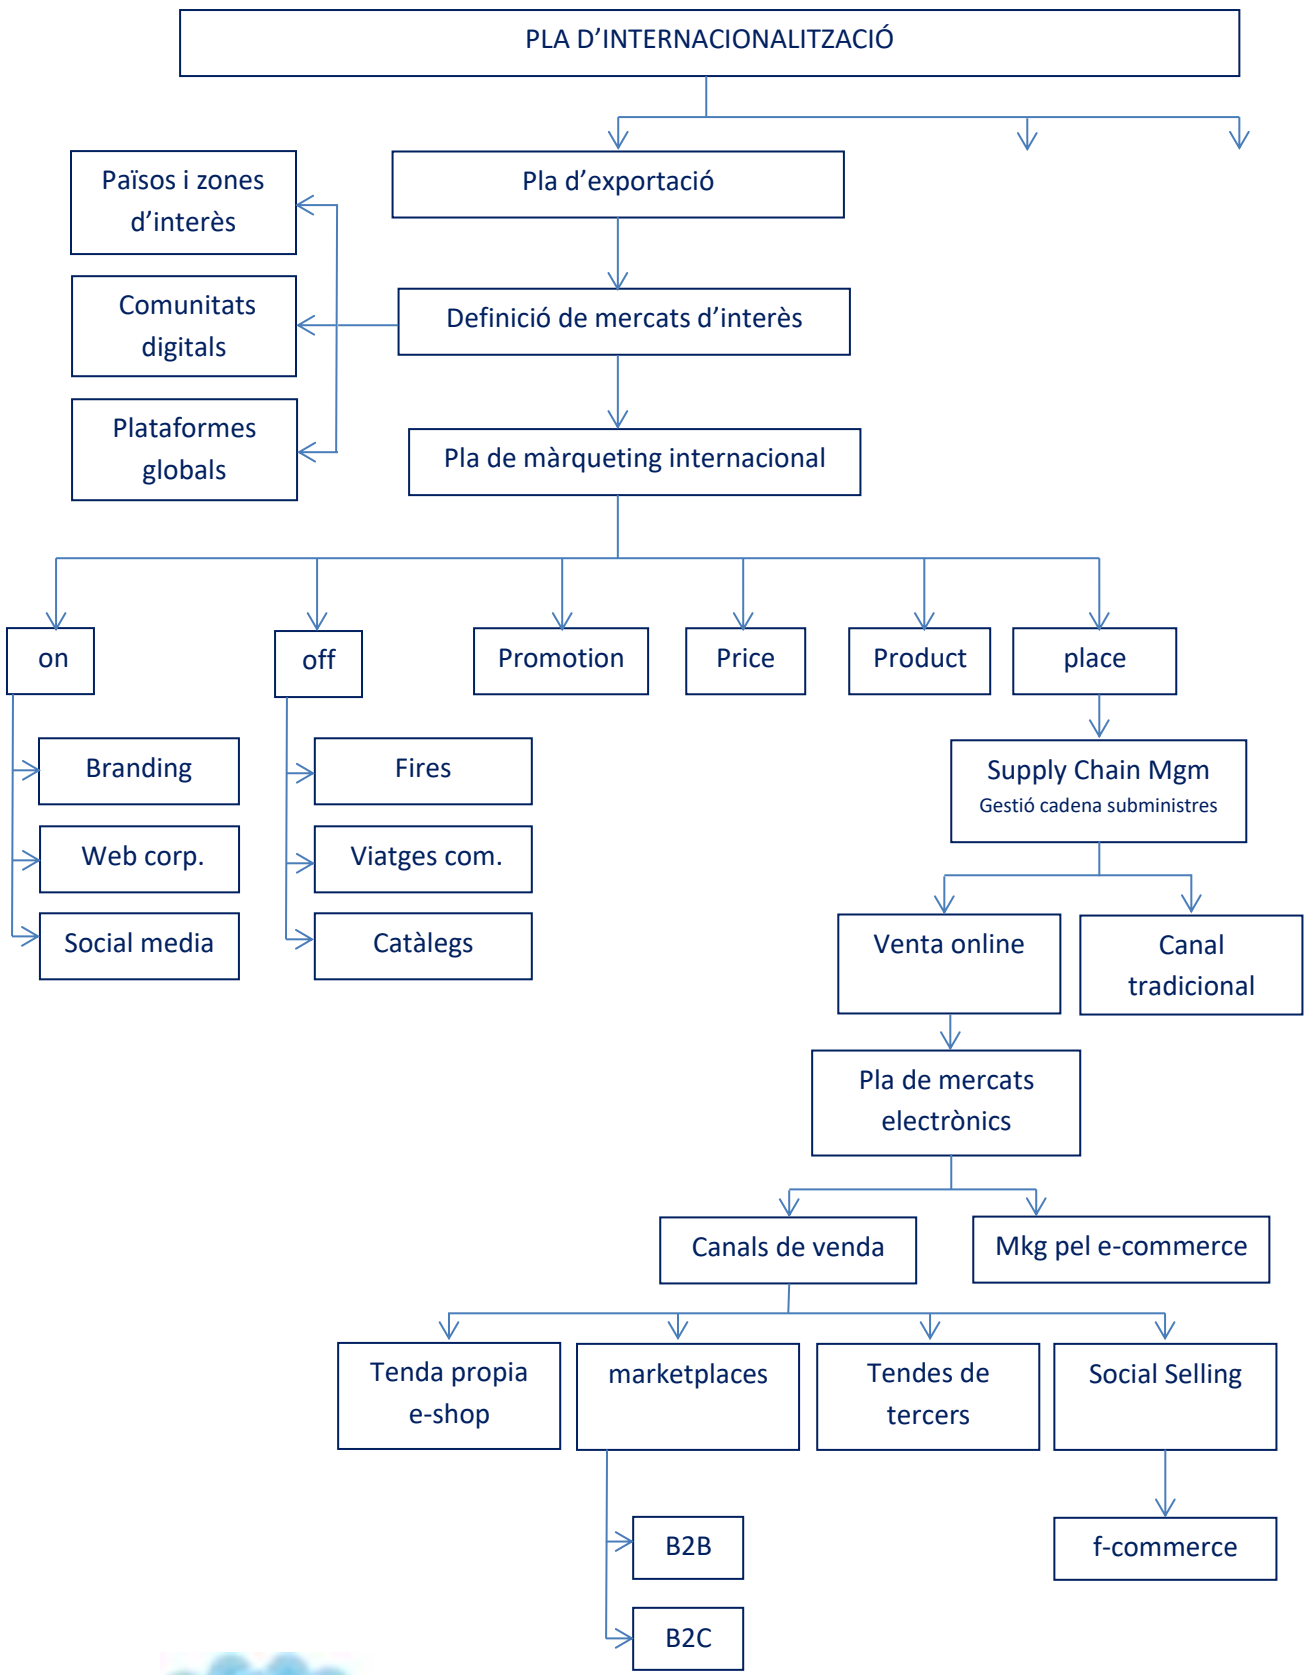 PLA D’INTERNACIONALITZACIÓ
Pla d’exportació
Països i zones
d’interès
Comunitats
digitals
Definició de mercats d’interès
Plataformes
globals
Pla de màrqueting internacional
on
off
Promotion
Price
Product
place
Branding
Fires
Supply Chain Mgm
Gestió cadena subministres
Web corp.
Viatges com.
Social media
Catàlegs
Venta online
Canal
tradicional
Pla de mercats
electrònics
Canals de venda
Mkg pel e-commerce
Tenda propia
e-shop
marketplaces
Tendes de
tercers
Social Selling
B2B
f-commerce
B2C